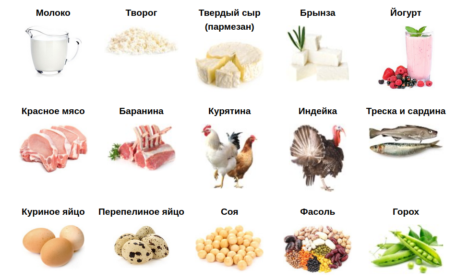 Молоко
Творог
Твердый сыр
(пармезан)
Брынза
Йогурт
Красное мясо
Баранина
Курятина
Индейка
Треска и сардина
Куриное яйцо
Перепелиное яйцо
Соя
Фасоль
Горох